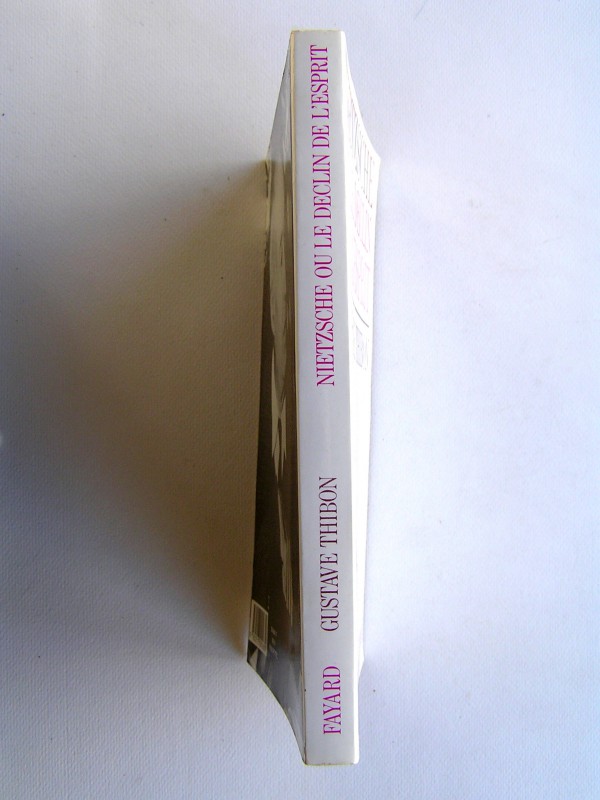 NIETZSCHE OU LE DECLIN DE L'ESPRIT
GUSTAVE THIBON
FAYARD